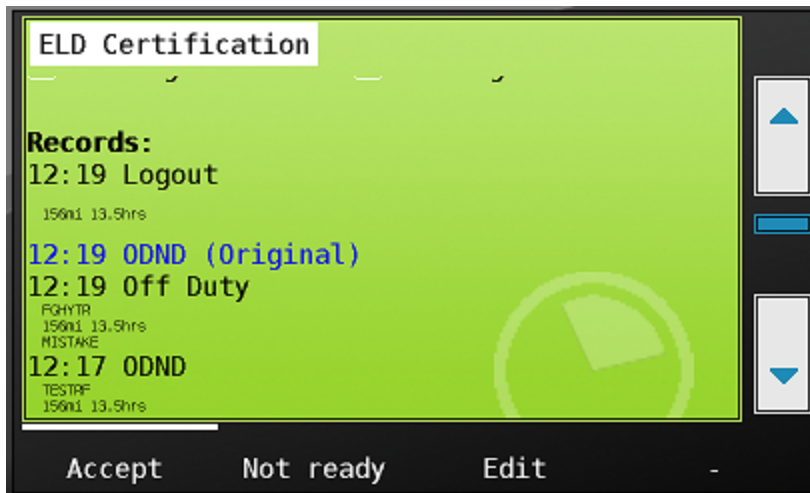 ELD Certification
Records:
12:19 Logout
156mi 13.5hrs
12:19 ODND (Original)
12:19 Off Duty
FGHYTR
156mi 13.5hrs
MISTAKE
12:17 ODND
TESTRF
156mi 13.5hrs
Accept Not ready Edit -